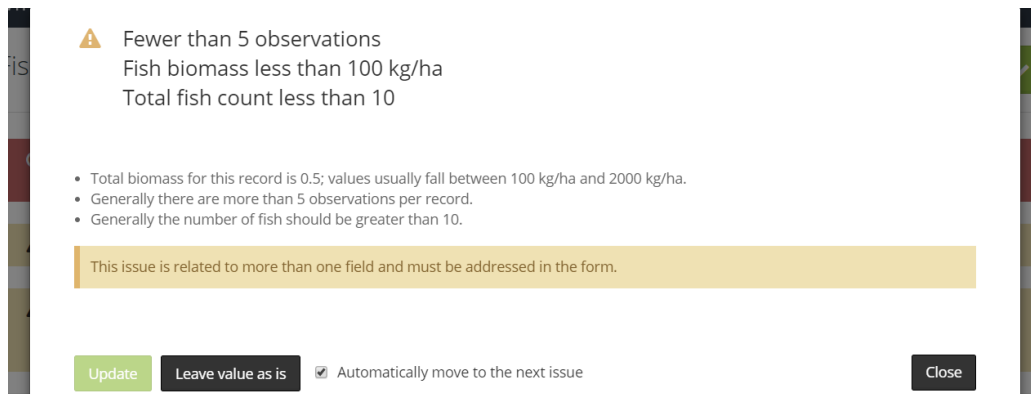 Fewer than 5 observations
Fish biomass less than 100 kg/ha
Total fish count less than 10
• Total biomass for this record is 0.5; values usually fall between 100 kg/ha and 2000 kg/ha.
• Generally there are more than 5 observations per record.
• Generally the number of fish should be greater than 10.
This issue is related to more than one field and must be addressed in the form.
Update Leave value as is Automatically move to the next issue Close